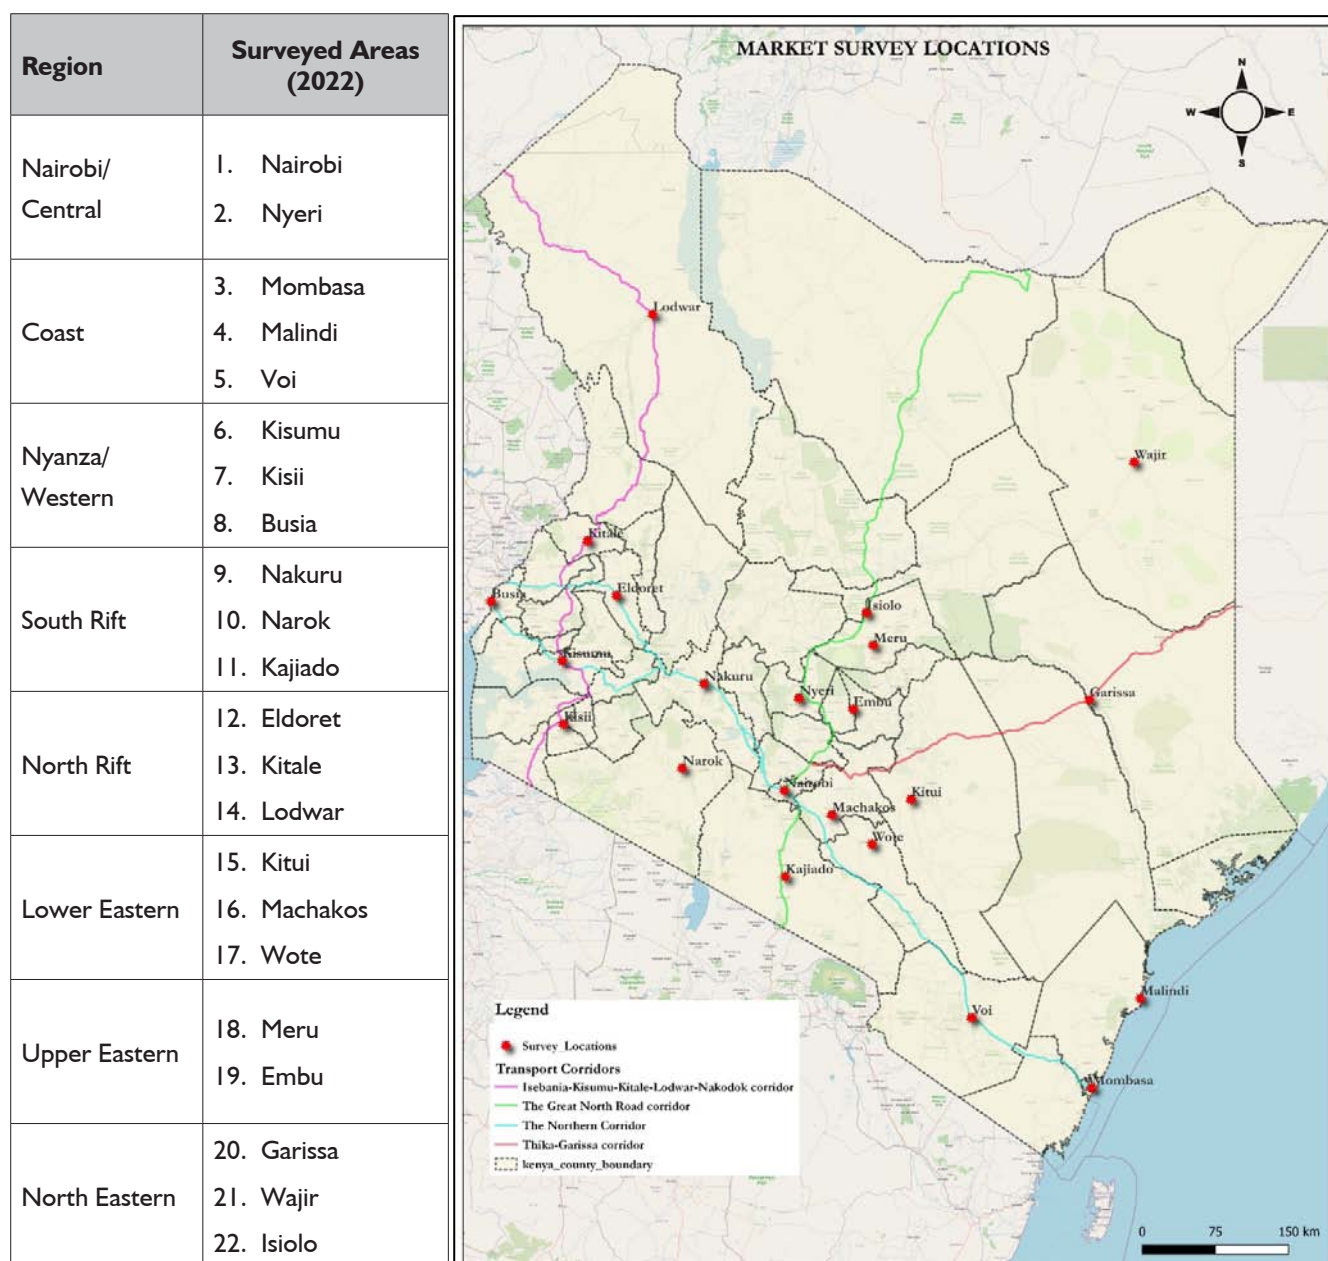 Region
Surveyed Areas
(2022)
Nairobi/
Central
1. Nairobi
2. Nyeri
Coast
3. Mombasa
4. Malindi
5. Voi
Nyanza/
Western
6. Kisumu
7. Kisii
8. Busia
South Rift
9. Nakuru
10. Narok
11. Kajiado
North Rift
12. Eldoret
13. Kitale
14. Lodwar
Lower Eastern
15. Kitui
16. Machakos
17. Wote
Upper Eastern
18. Meru
19. Embu
North Eastern
20. Garissa
21. Wajir
22. Isiolo
MARKET SURVEY LOCATIONS
N
W
E
S
Lodwar
Wajir
Kitale
Eldoret
Busia
Isiolo
Meru
Kisumu
Nakuru
Nyeri
Embu
Garissa
Kisii
Narok
Nairobi
Kitui
Machakos
Wote
Kajiado
Malindi
Voi
Mombasa
Legend
Survey_Locations
Transport Corridors
Isebania-Kisumu-Kitale-Lodwar-Nakodok corridor
The Great North Road corridor
The Northern Corridor
Thika-Garissa corridor
kenya_county_boundary
0 75 150 km